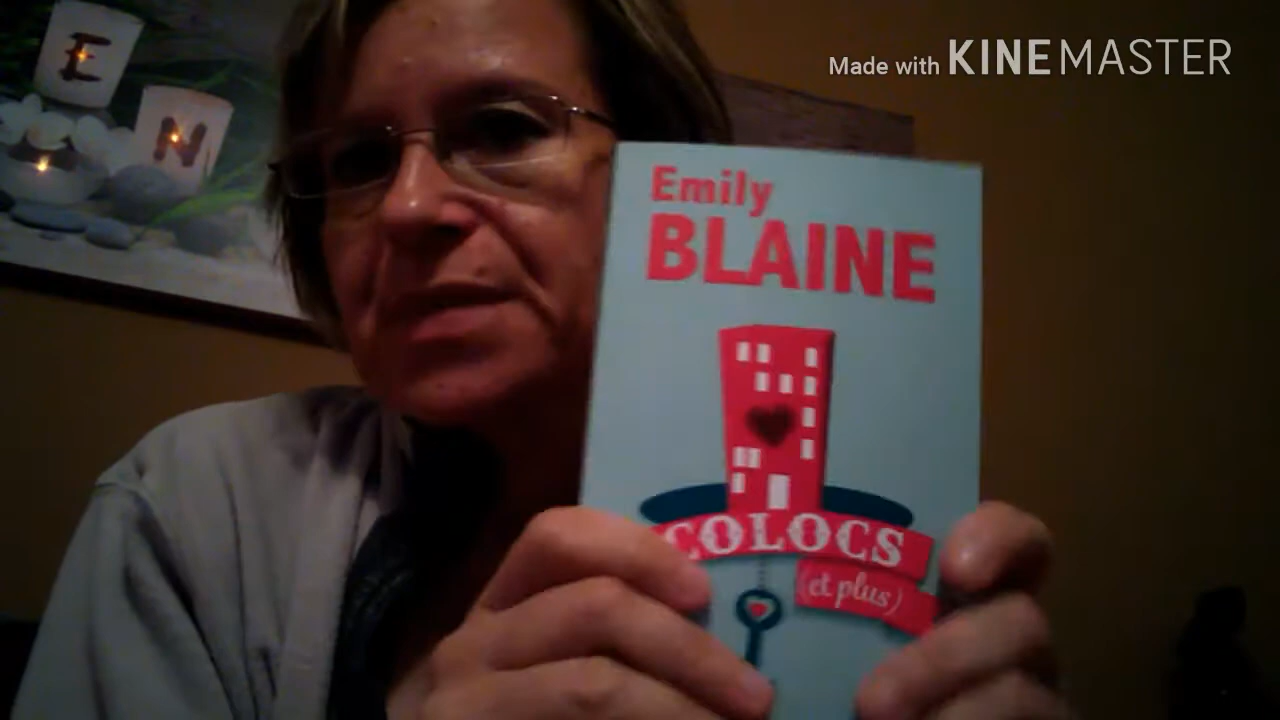 Made with KINEMASTER
E
N
Emily
BLAINE
COLOCS
(et plus)